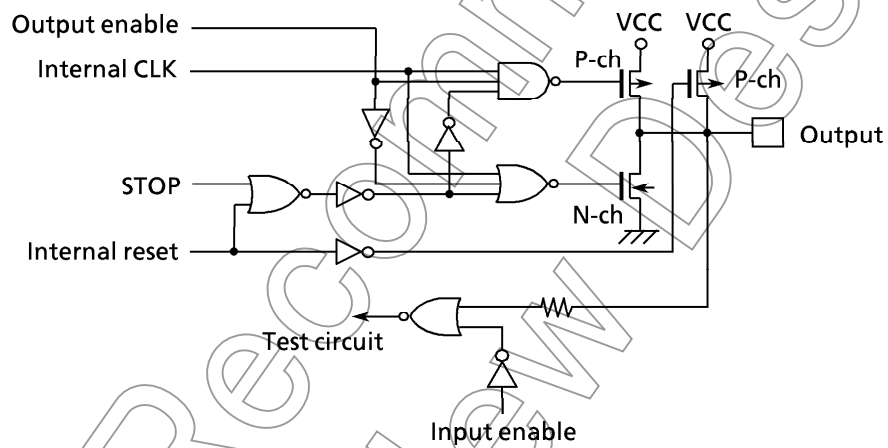 Output enable
VCC VCC
Internal CLK
P-ch
P-ch
Output
STOP
N-ch
Internal reset
Test circuit
Input enable